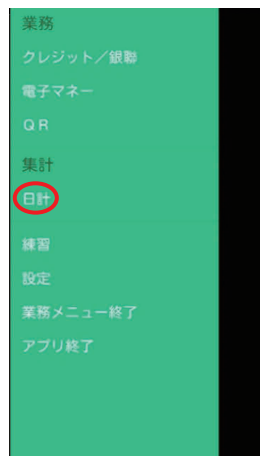 業務
クレジット／銀聯
電子マネー
ＱＲ
集計
日計
練習
設定
業務メニュー終了
アプリ終了